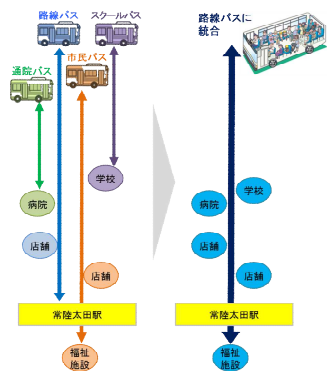 路線バス
スクールバス
通院バス
市民バス
学校
病院
店舗
店舗
常陸太田駅
福祉
施設
路線バスに
統合
学校
病院
店舗
店舗
常陸太田駅
福祉
施設